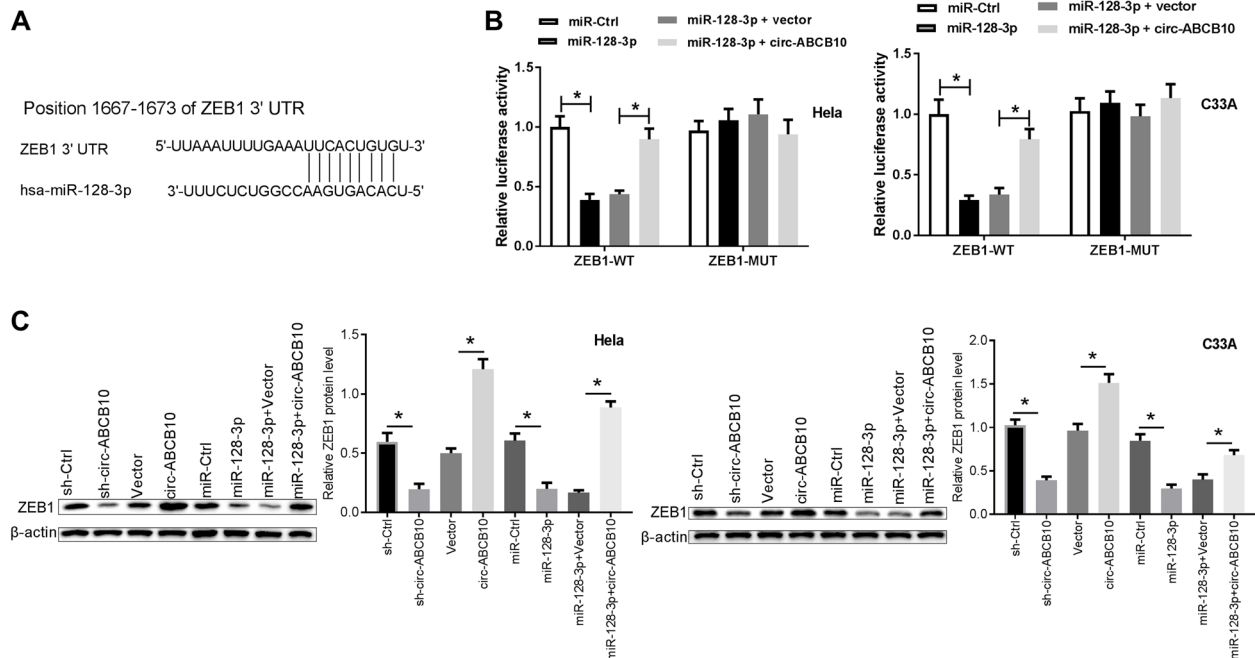 A
Position 1667-1673 of ZEB1 3' UTR
ZEB1 3' UTR
5'-UUAAAUUUUGAAAUUCACUGUGU-3'
hsa-miR-128-3p
3'-UUUCUCUGGCCAAGUGACACU-5'
B
miR-Ctrl
miR-128-3p
miR-128-3p + vector
miR-128-3p + circ-ABCB10
Relative luciferase activity
1.5
1.0
0.5
0.0
*
*
Hela
ZEB1-WT
ZEB1-MUT
miR-Ctrl
miR-128-3p
miR-128-3p + vector
miR-128-3p + circ-ABCB10
Relative luciferase activity
1.5
1.0
0.5
0.0
*
*
C33A
ZEB1-WT
ZEB1-MUT
C
sh-Ctrl
sh-circ-ABCB10
Vector
circ-ABCB10
miR-Ctrl
miR-128-3p
miR-128-3p+Vector
miR-128-3p+circ-ABCB10
ZEB1
β-actin
Relative ZEB1 protein level
1.5
1.0
0.5
0.0
*
*
*
*
Hela
sh-Ctrl
sh-circ-ABCB10
Vector
circ-ABCB10
miR-Ctrl
miR-128-3p
miR-128-3p+Vector
miR-128-3p+circ-ABCB10
sh-Ctrl
sh-circ-ABCB10
Vector
circ-ABCB10
miR-Ctrl
miR-128-3p
miR-128-3p+Vector
miR-128-3p+circ-ABCB10
ZEB1
β-actin
Relative ZEB1 protein level
2.0
1.5
1.0
0.5
0.0
*
*
*
*
C33A
sh-Ctrl
sh-circ-ABCB10
Vector
circ-ABCB10
miR-Ctrl
miR-128-3p
miR-128-3p+Vector
miR-128-3p+circ-ABCB10